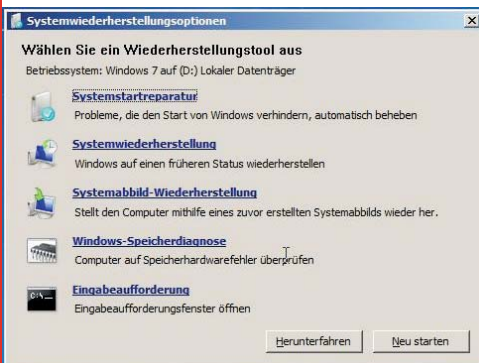 Systemwiederherstellungsoptionen
Wählen Sie ein Wiederherstellungstool aus
Betriebssystem: Windows 7 auf (D:) Lokaler Datenträger
Systemstartreparatur
Probleme, die den Start von Windows verhindern, automatisch beheben
Systemwiederherstellung
Windows auf einen früheren Status wiederherstellen
Systemabbild-Wiederherstellung
Stellt den Computer mithilfe eines zuvor erstellten Systemabbilds wieder her.
Windows-Speicherdiagnose
Computer auf Speicherhardwarefehler überprüfen
Eingabeaufforderung
Eingabeaufforderungsfenster öffnen
Herunterfahren
Neu starten